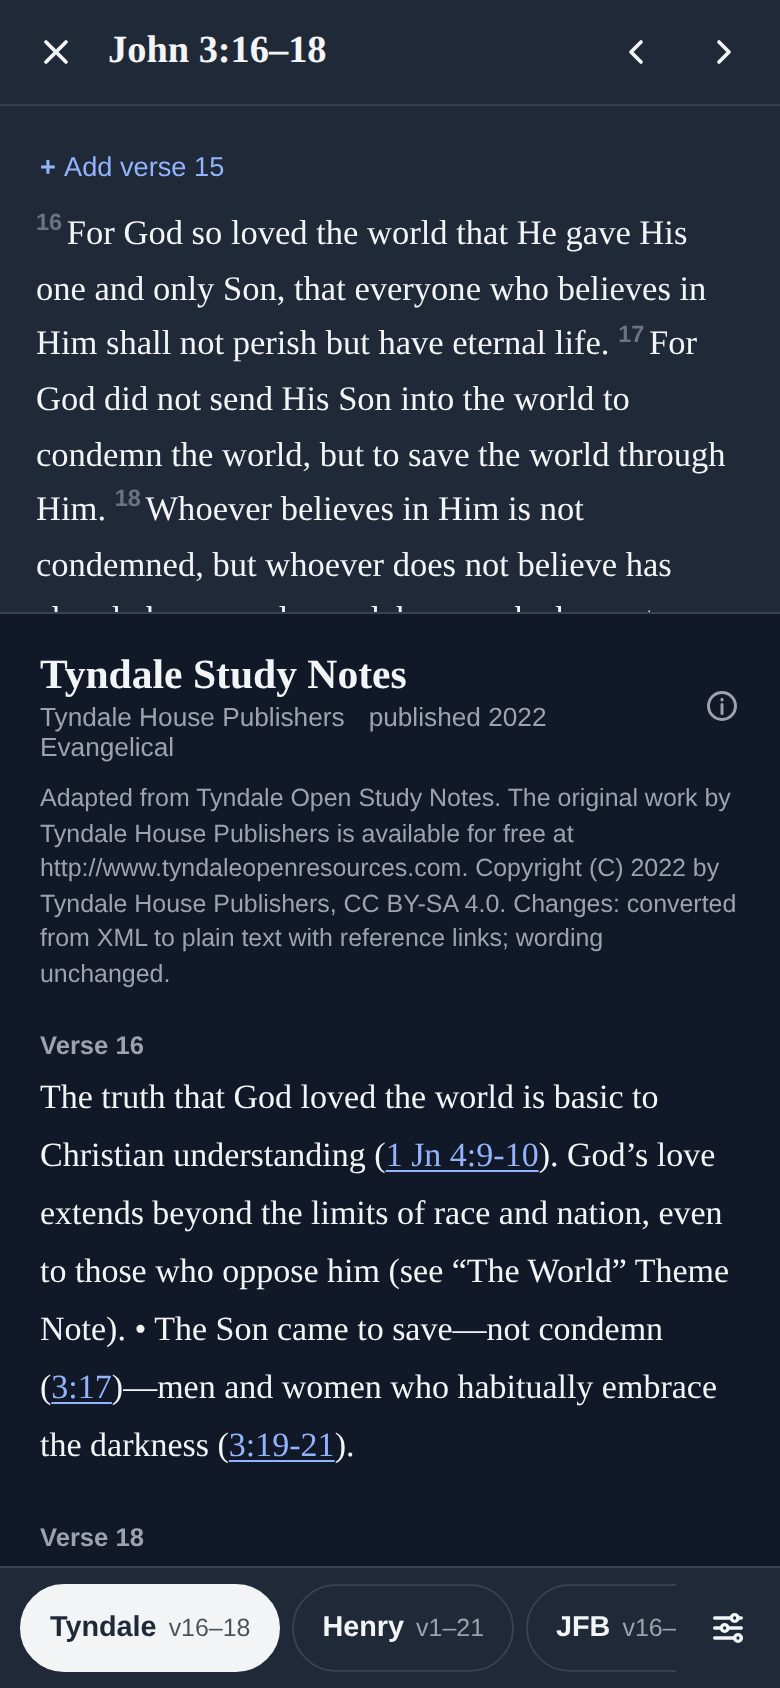 John 3:16–18
+ Add verse 15
16 For God so loved the world that He gave His
one and only Son, that everyone who believes in
Him shall not perish but have eternal life. 17 For
God did not send His Son into the world to
condemn the world, but to save the world through
Him. 18 Whoever believes in Him is not
condemned, but whoever does not believe has
Tyndale Study Notes
Tyndale House Publishers published 2022
Evangelical
Adapted from Tyndale Open Study Notes. The original work by
Tyndale House Publishers is available for free at
http://www.tyndaleopenresources.com. Copyright (C) 2022 by
Tyndale House Publishers, CC BY-SA 4.0. Changes: converted
from XML to plain text with reference links; wording
unchanged.
Verse 16
The truth that God loved the world is basic to
Christian understanding (1 Jn 4:9-10). God’s love
extends beyond the limits of race and nation, even
to those who oppose him (see “The World” Theme
Note). • The Son came to save—not condemn
(3:17)—men and women who habitually embrace
the darkness (3:19-21).
Verse 18
Tyndale v16–18 Henry v1–21 JFB v16–